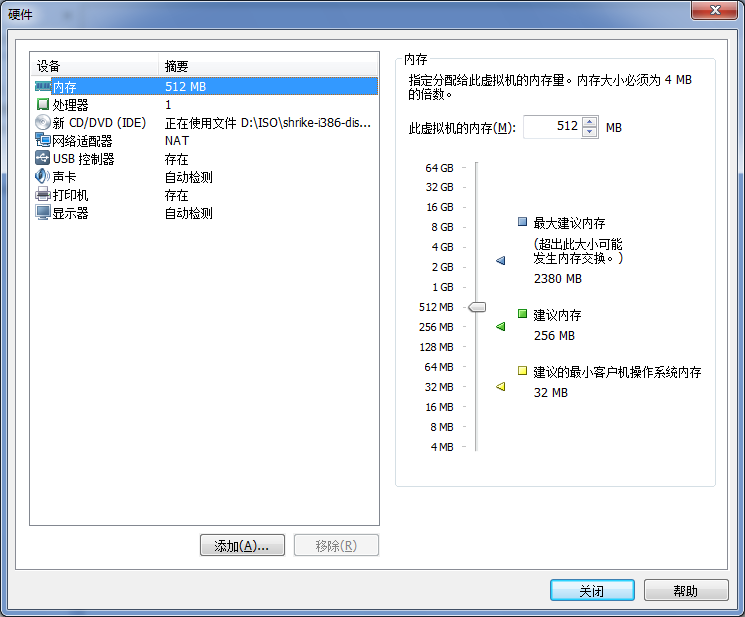 硬件
设备 摘要
内存 512 MB
处理器 1
新 CD/DVD (IDE) 正在使用文件 D:\ISO\shrike-i386-dis...
网络适配器 NAT
USB 控制器 存在
声卡 自动检测
打印机 存在
显示器 自动检测
添加(A)... 移除(R)
内存
指定分配给此虚拟机的内存量。内存大小必须为 4 MB
的倍数。
此虚拟机的内存(M): 512 MB
64 GB
32 GB
16 GB
8 GB
4 GB
2 GB
1 GB
512 MB
256 MB
128 MB
64 MB
32 MB
16 MB
8 MB
4 MB
最大建议内存
(超出此大小可能
发生内存交换。)
2380 MB
建议内存
256 MB
建议的最小客户机操作系统内存
32 MB
关闭 帮助